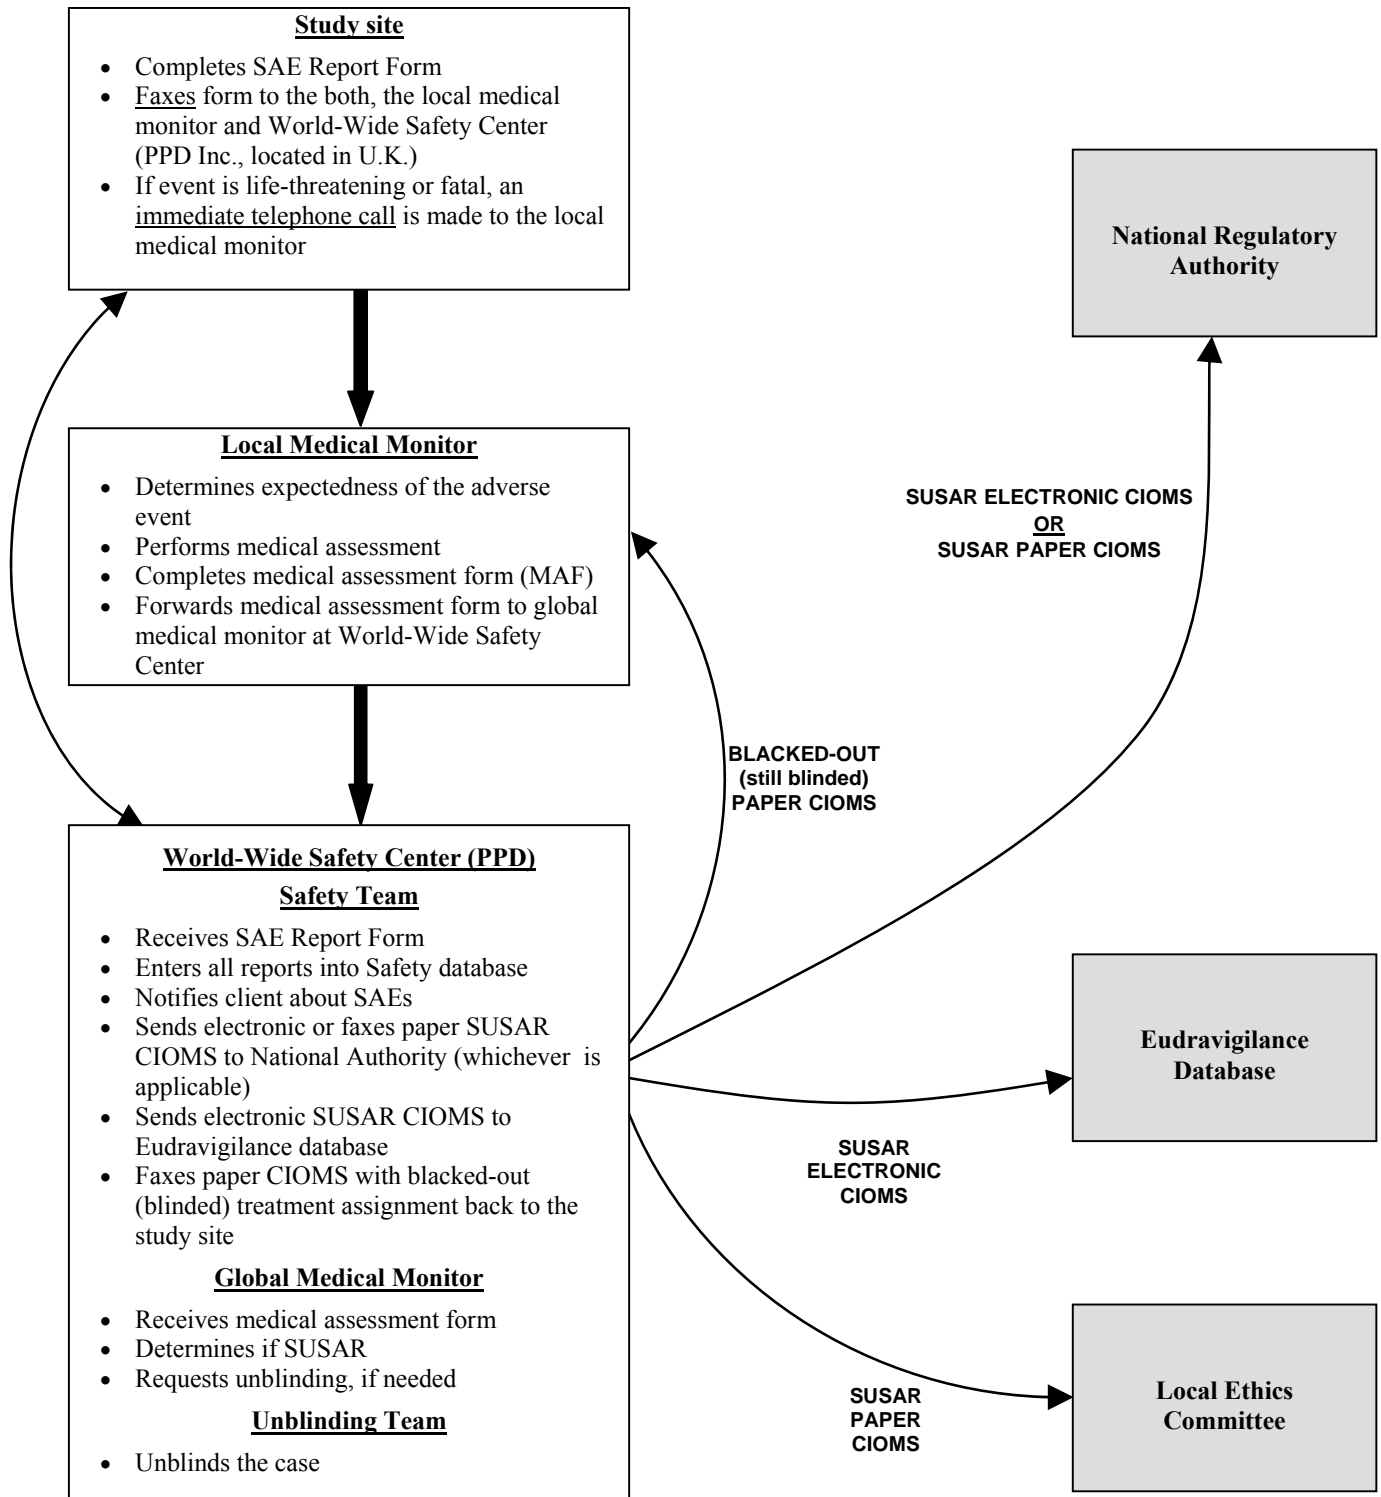 Study site
• Completes SAE Report Form
• Faxes form to the both, the local medical
monitor and World-Wide Safety Center
(PPD Inc., located in U.K.)
• If event is life-threatening or fatal, an
immediate telephone call is made to the local
medical monitor
National Regulatory
Authority
Local Medical Monitor
• Determines expectedness of the adverse
event
• Performs medical assessment
• Completes medical assessment form (MAF)
• Forwards medical assessment form to global
medical monitor at World-Wide Safety
Center
SUSAR ELECTRONIC CIOMS
OR
SUSAR PAPER CIOMS
BLACKED-OUT
(still blinded)
PAPER CIOMS
World-Wide Safety Center (PPD)
Safety Team
• Receives SAE Report Form
• Enters all reports into Safety database
• Notifies client about SAEs
• Sends electronic or faxes paper SUSAR
CIOMS to National Authority (whichever is
applicable)
• Sends electronic SUSAR CIOMS to
Eudravigilance database
• Faxes paper CIOMS with blacked-out
(blinded) treatment assignment back to the
study site
Global Medical Monitor
• Receives medical assessment form
• Determines if SUSAR
• Requests unblinding, if needed
Unblinding Team
• Unblinds the case
Eudravigilance
Database
SUSAR
ELECTRONIC
CIOMS
SUSAR
PAPER
CIOMS
Local Ethics
Committee